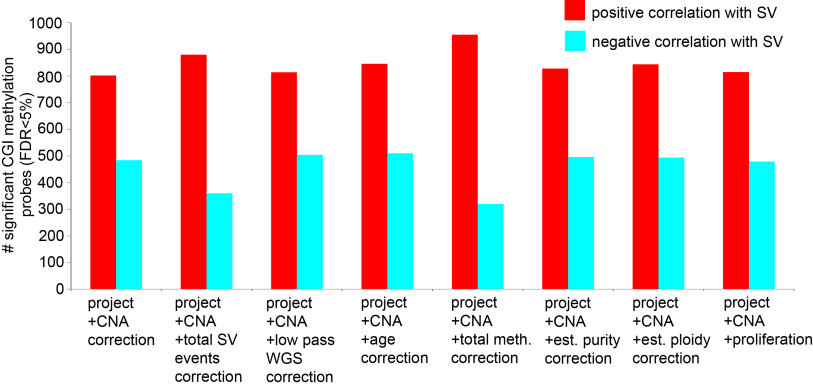 positive correlation with SV
negative correlation with SV
# significant CGI methylation
probes (FDR<5%)
1000
900
800
700
600
500
400
300
200
100
0
project
+CNA
correction
project
+CNA
+total SV
events
correction
project
+CNA
+low pass
WGS
correction
project
+CNA
+age
correction
project
+CNA
+total meth.
correction
project
+CNA
+est. purity
correction
project
+CNA
+est. ploidy
correction
project
+CNA
+proliferation